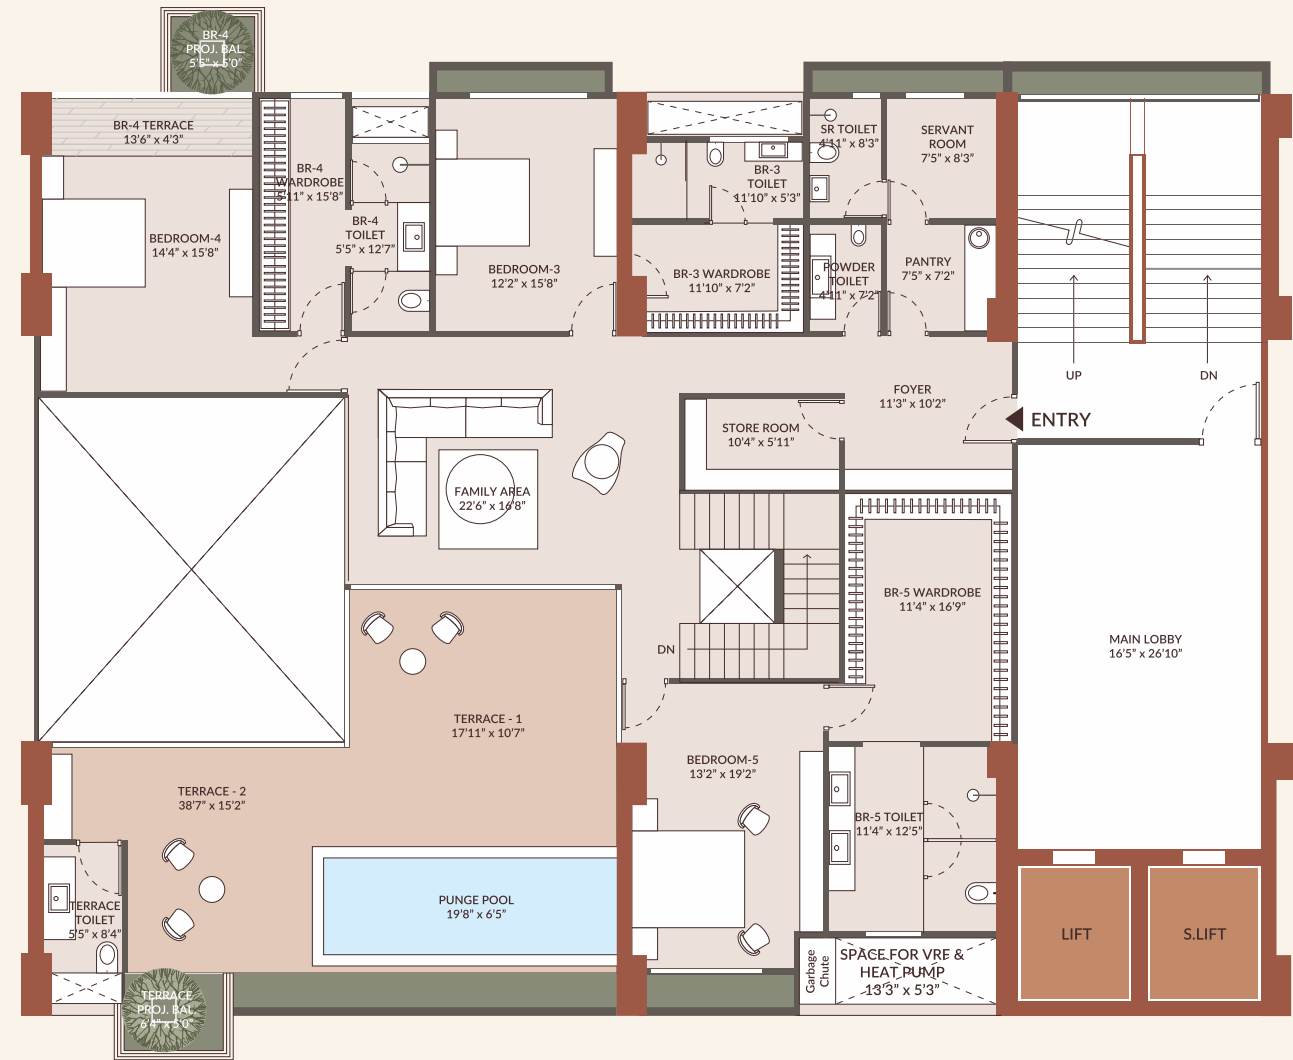 BR-4
PROJ. BAL.
5'5" x 5'0"
BR-4 TERRACE
13'6" x 4'3"
BR-4
WARDROBE
5'11" x 15'8"
BEDROOM-4
14'4" x 15'8"
BR-4
TOILET
5'5" x 12'7"
BEDROOM-3
12'2" x 15'8"
BR-3
TOILET
11'10" x 5'3"
BR-3 WARDROBE
11'10" x 7'2"
SR TOILET
4'11" x 8'3"
SERVANT
ROOM
7'5" x 8'3"
POWDER
TOILET
4'11" x 7'2"
PANTRY
7'5" x 7'2"
UP
DN
FOYER
11'3" x 10'2"
ENTRY
STORE ROOM
10'4" x 5'11"
FAMILY AREA
22'6" x 16'8"
BR-5 WARDROBE
11'4" x 16'9"
DN
MAIN LOBBY
16'5" x 26'10"
TERRACE - 1
17'11" x 10'7"
BEDROOM-5
13'2" x 19'2"
TERRACE - 2
38'7" x 15'2"
BR-5 TOILET
11'4" x 12'5"
PUNGE POOL
19'8" x 6'5"
TERRACE
TOILET
5'5" x 8'4"
LIFT
S.LIFT
Garbage
Chute
SPACE FOR VRF &
HEAT PUMP
13'3" x 5'3"
TERRACE
PROJ. BAL.
6'4" x 5'0"